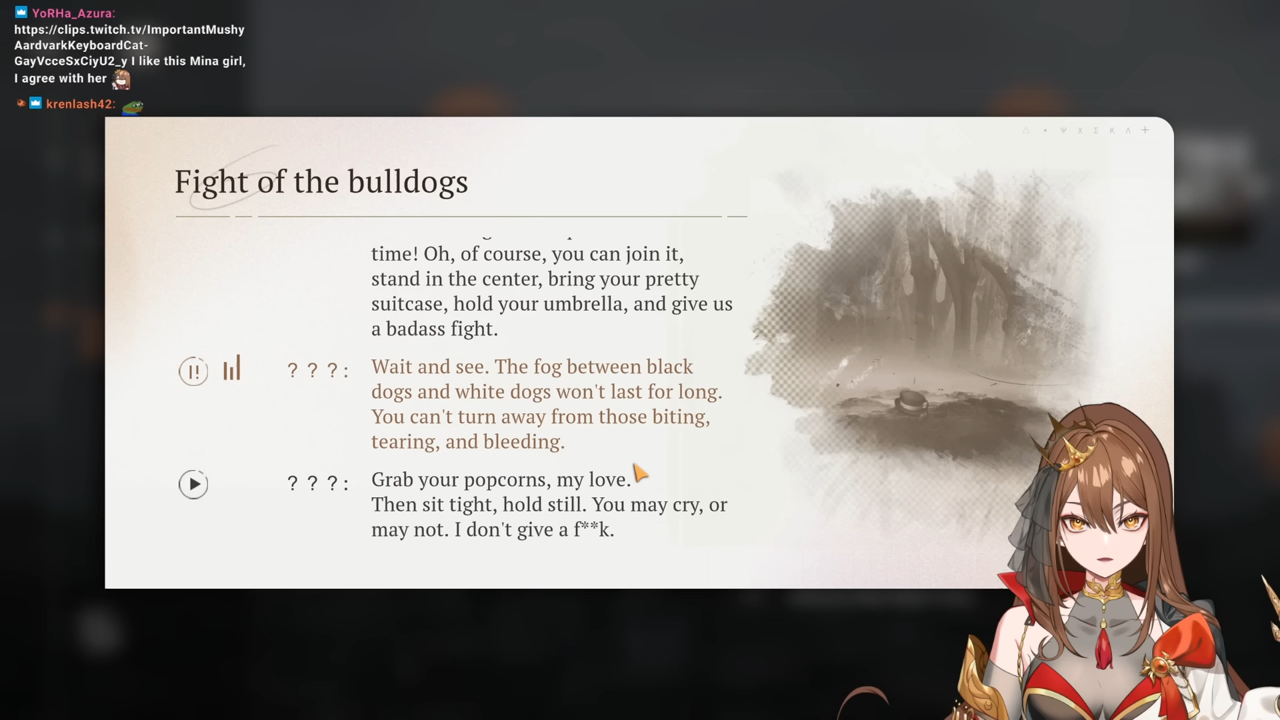 YoRHa_Azura:
https://clips.twitch.tv/ImportantMushy
AardvarkKeyboardCat-
GayVcceSxCiyU2_y I like this Mina girl,
I agree with her
krenlash42:
Fight of the bulldogs
time! Oh, of course, you can join it,
stand in the center, bring your pretty
suitcase, hold your umbrella, and give us
a badass fight.
? ? ? : Wait and see. The fog between black
dogs and white dogs won't last for long.
You can't turn away from those biting,
tearing, and bleeding.
? ? ? : Grab your popcorns, my love.
Then sit tight, hold still. You may cry, or
may not. I don't give a f**k.